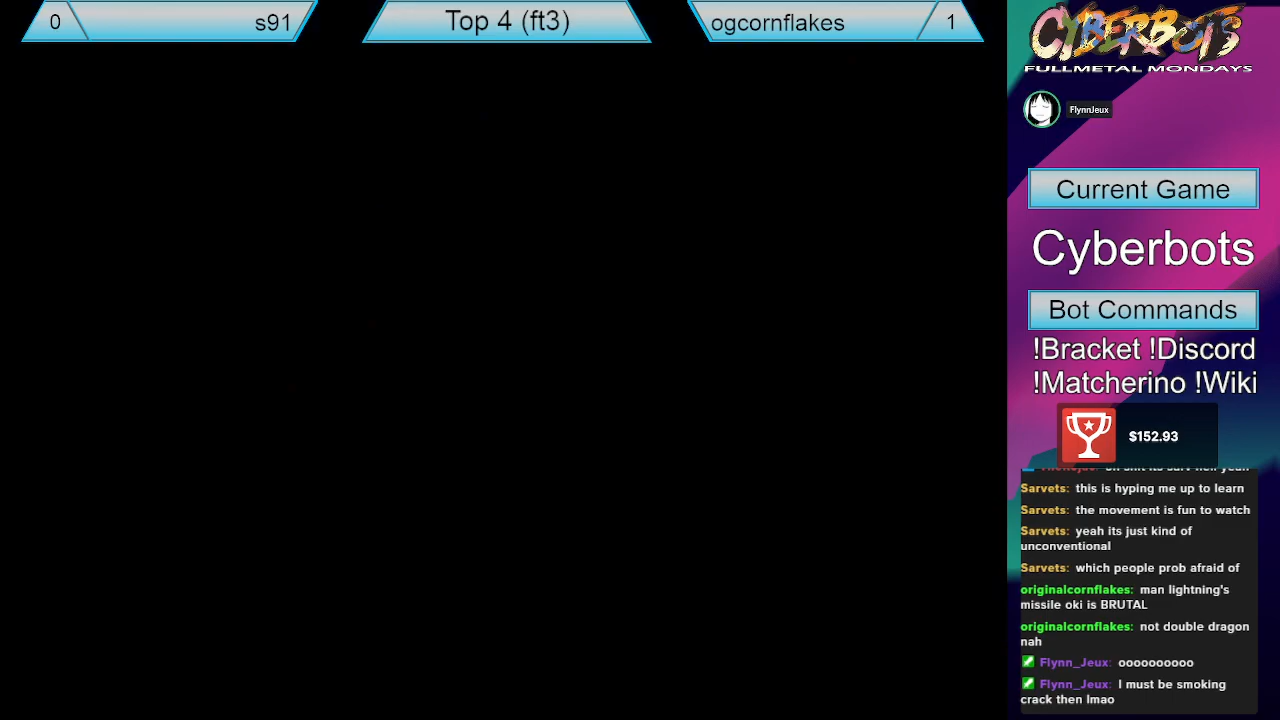 0
s91
Top 4 (ft3)
ogcornflakes
1
CYBERBOTS
FULLMETAL MONDAYS
FlynnJeux
Current Game
Cyberbots
Bot Commands
!Bracket !Discord
!Matcherino !Wiki
$152.93
Sarvets: this is hyping me up to learn
Sarvets: the movement is fun to watch
Sarvets: yeah its just kind of
unconventional
Sarvets: which people prob afraid of
originalcornflakes: man lightning's
missile oki is BRUTAL
originalcornflakes: not double dragon
nah
Flynn_Jeux: oooooooooo
Flynn_Jeux: I must be smoking
crack then lmao